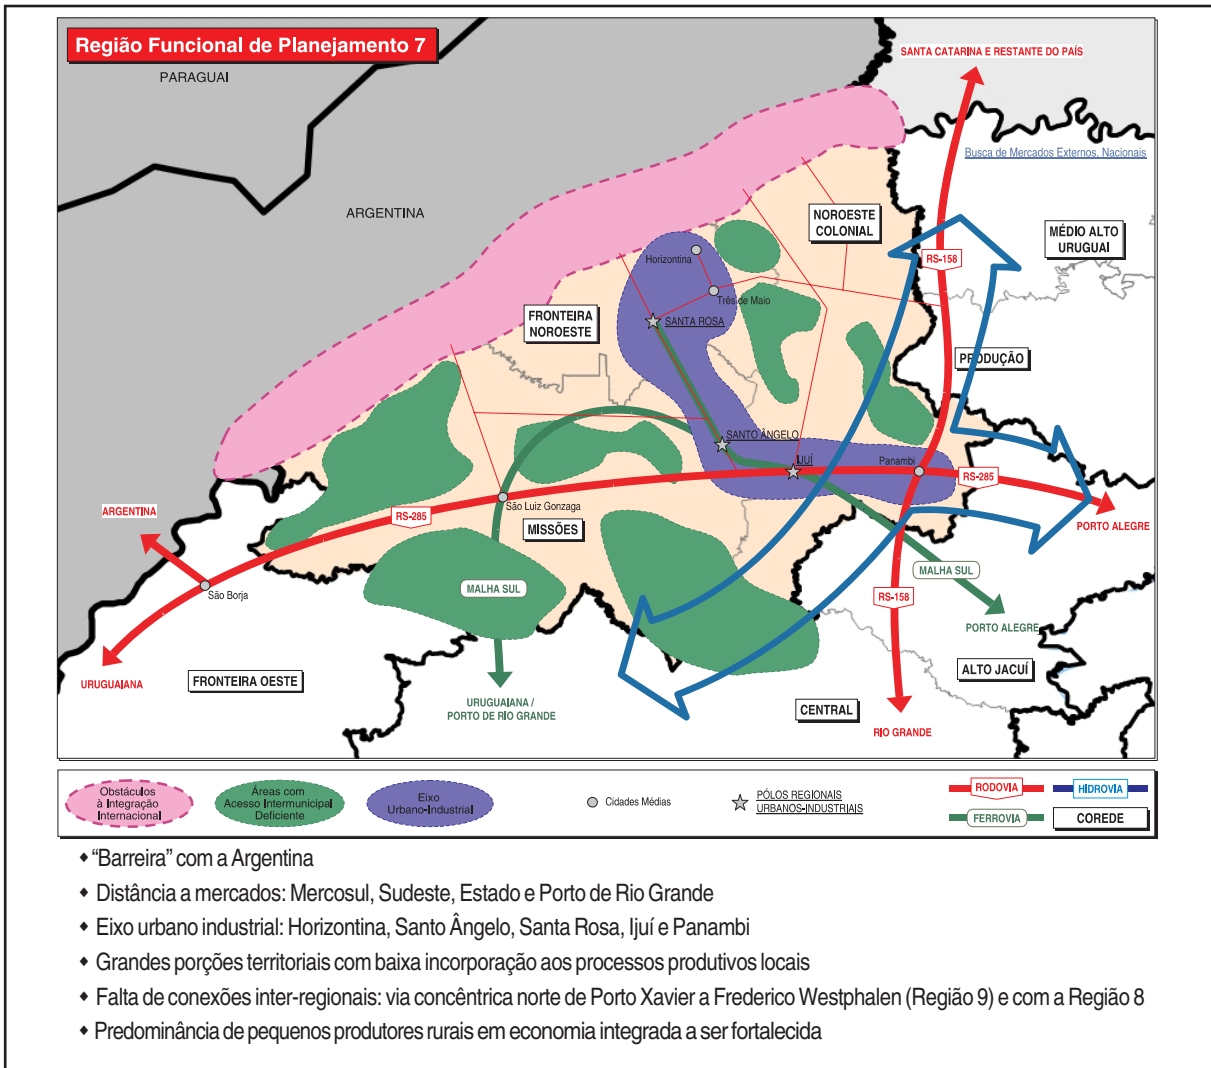 Região Funcional de Planejamento 7
SANTA CATARINA E RESTANTE DO PAÍS
PARAGUAI
Busca de Mercados Externos, Nacionais
ARGENTINA
NOROESTE
COLONIAL
MÉDIO ALTO
URUGUAI
Horizontina
RS-158
Três de Maio
FRONTEIRA
NOROESTE
SANTA ROSA
PRODUÇÃO
SANTO ÂNGELO
IJUÍ
Panambi
RS-285
São Luiz Gonzaga
RS-285
ARGENTINA
MISSÕES
PORTO ALEGRE
MALHA SUL
MALHA SUL
São Borja
RS-158
PORTO ALEGRE
URUGUAIANA
FRONTEIRA OESTE
ALTO JACUÍ
URUGUAIANA /
PORTO DE RIO GRANDE
CENTRAL
RIO GRANDE
Obstáculos
à Integração
Internacional
Áreas com
Acesso Intermunicipal
Deficiente
Eixo
Urbano-Industrial
Cidades Médias
PÓLOS REGIONAIS
URBANOS-INDUSTRIAIS
RODOVIA
HIDROVIA
FERROVIA
COREDE
◆ “Barreira” com a Argentina
◆ Distância a mercados: Mercosul, Sudeste, Estado e Porto de Rio Grande
◆ Eixo urbano industrial: Horizontina, Santo Ângelo, Santa Rosa, Ijuí e Panambi
◆ Grandes porções territoriais com baixa incorporação aos processos produtivos locais
◆ Falta de conexões inter-regionais: via concêntrica norte de Porto Xavier a Frederico Westphalen (Região 9) e com a Região 8
◆ Predominância de pequenos produtores rurais em economia integrada a ser fortalecida